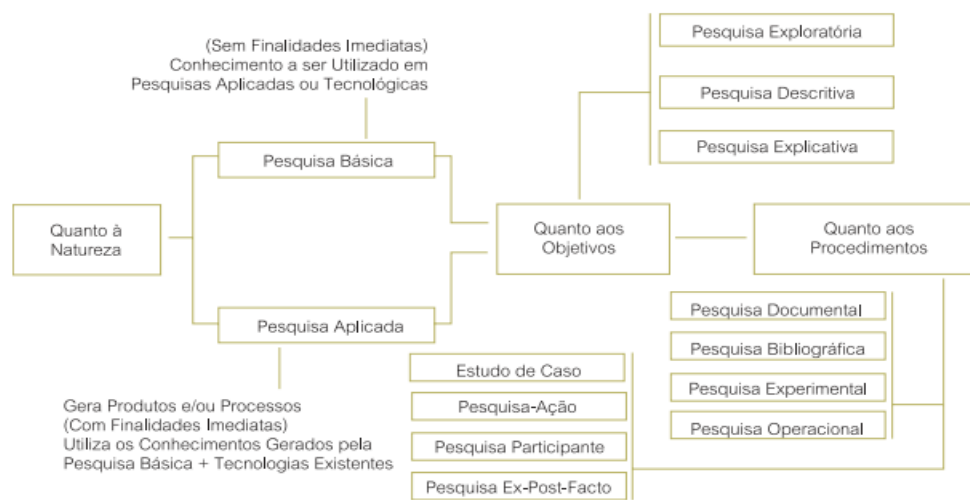 (Sem Finalidades Imediatas)
Conhecimento a ser Utilizado em
Pesquisas Aplicadas ou Tecnológicas
Pesquisa Básica
Quanto à
Natureza
Pesquisa Aplicada
Gera Produtos e/ou Processos
(Com Finalidades Imediatas)
Utiliza os Conhecimentos Gerados pela
Pesquisa Básica + Tecnologias Existentes
Quanto aos
Objetivos
Pesquisa Exploratória
Pesquisa Descritiva
Pesquisa Explicativa
Quanto aos
Procedimentos
Pesquisa Documental
Pesquisa Bibliográfica
Pesquisa Experimental
Pesquisa Operacional
Estudo de Caso
Pesquisa-Ação
Pesquisa Participante
Pesquisa Ex-Post-Facto